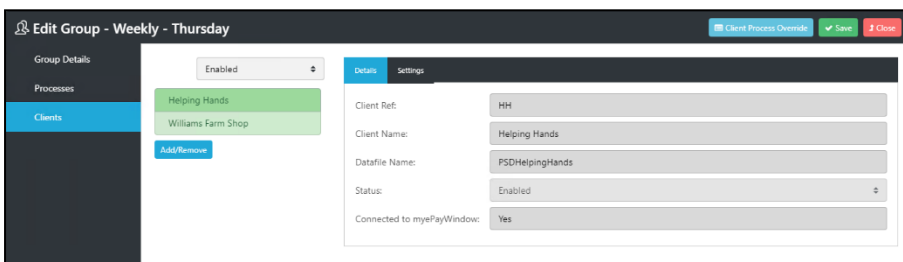 Edit Group - Weekly - Thursday
Client Process Override
Save
Close
Group Details
Processes
Clients
Enabled
Helping Hands
Williams Farm Shop
Add/Remove
Details
Settings
Client Ref:
HH
Client Name:
Helping Hands
Datafile Name:
PSDHelpingHands
Status:
Enabled
Connected to myePayWindow:
Yes